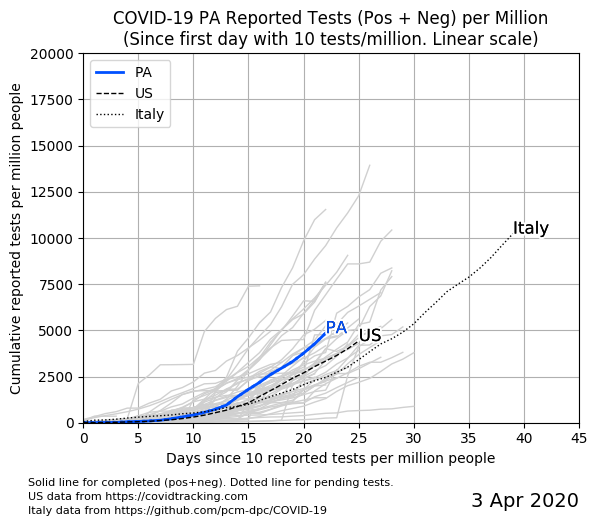 COVID-19 PA Reported Tests (Pos + Neg) per Million
(Since first day with 10 tests/million. Linear scale)
Cumulative reported tests per million people
20000
17500
15000
12500
10000
7500
5000
2500
0
PA
US
Italy
Italy
PA
US
0 5 10 15 20 25 30 35 40 45
Days since 10 reported tests per million people
Solid line for completed (pos+neg). Dotted line for pending tests.
US data from https://covidtracking.com
Italy data from https://github.com/pcm-dpc/COVID-19
3 Apr 2020